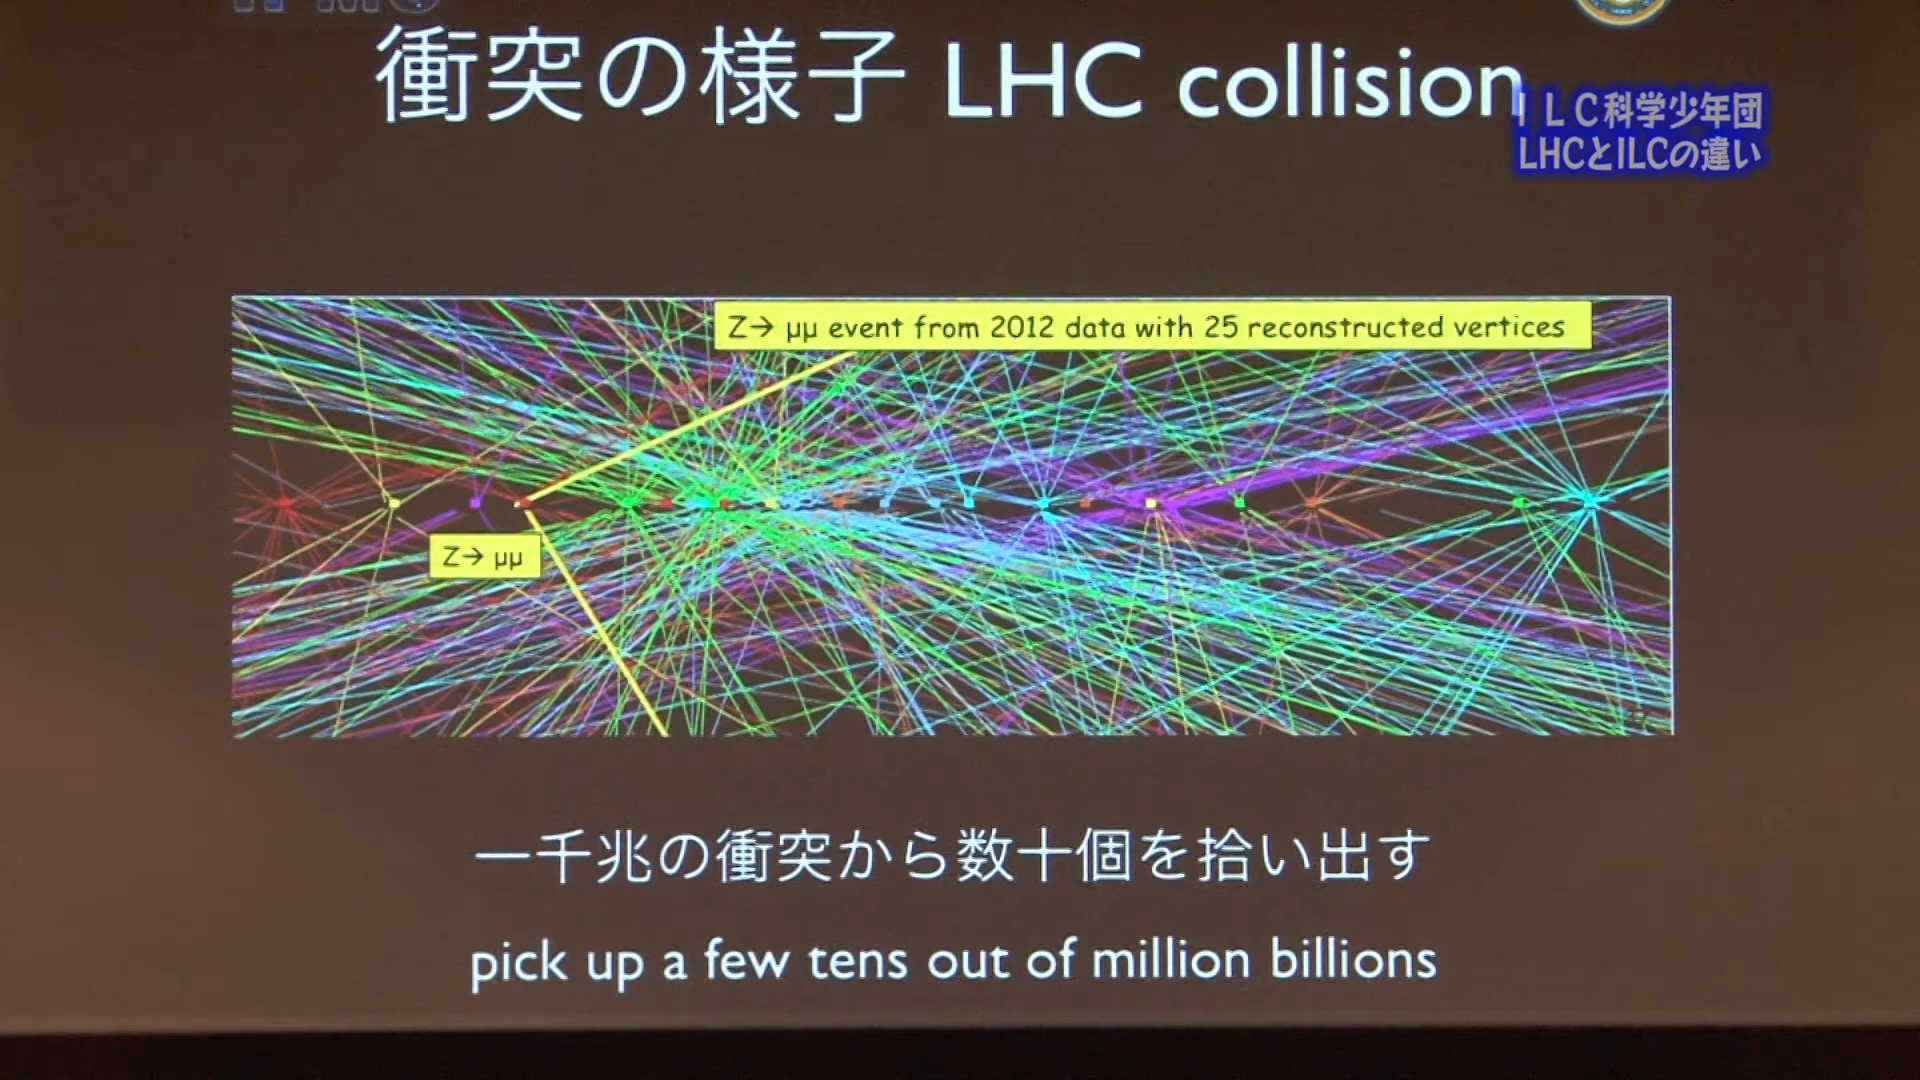 衝突の様子 LHC collision
ＩＬＣ科学少年団
LHCとILCの違い
Z→ μμ event from 2012 data with 25 reconstructed vertices
Z→ μμ
一千兆の衝突から数十個を拾い出す
pick up a few tens out of million billions